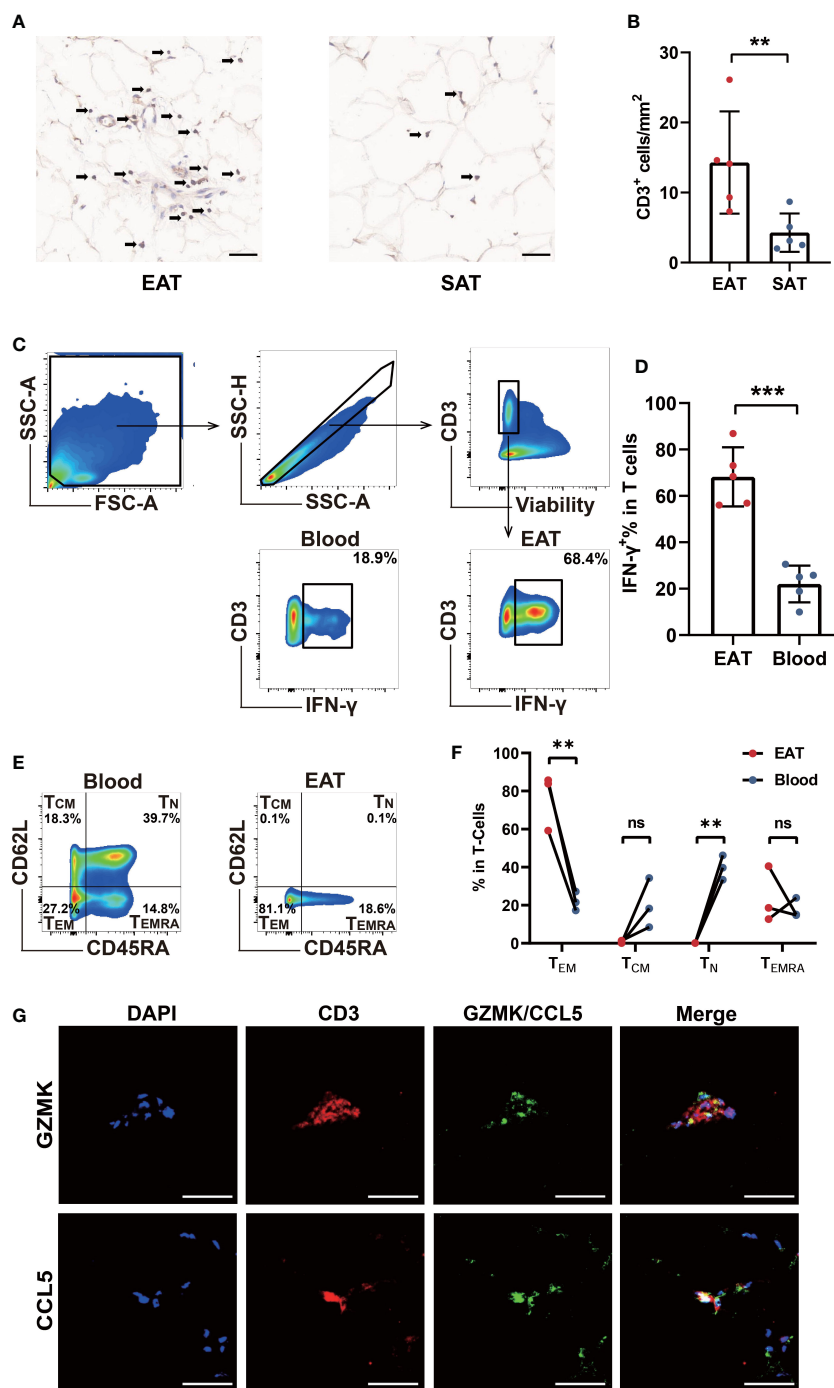 A
EAT
SAT
B
**
CD3+ cells/mm2
30
20
10
0
EAT SAT
C
SSC-A
FSC-A
SSC-H
SSC-A
CD3
Viability
Blood
18.9%
CD3
IFN-γ
EAT
68.4%
CD3
IFN-γ
D
***
IFN-γ+% in T cells
100
80
60
40
20
0
EAT Blood
E
Blood
TCM TN
18.3% 39.7%
27.2% 14.8%
TEM TEMRA
CD62L
CD45RA
EAT
TCM TN
0.1% 0.1%
81.1% 18.6%
TEM TEMRA
CD62L
CD45RA
F
EAT
Blood
% in T-Cells
100
80
60
40
20
0
** ns ** ns
TEM TCM TN TEMRA
G
DAPI CD3 GZMK/CCL5 Merge
GZMK
CCL5